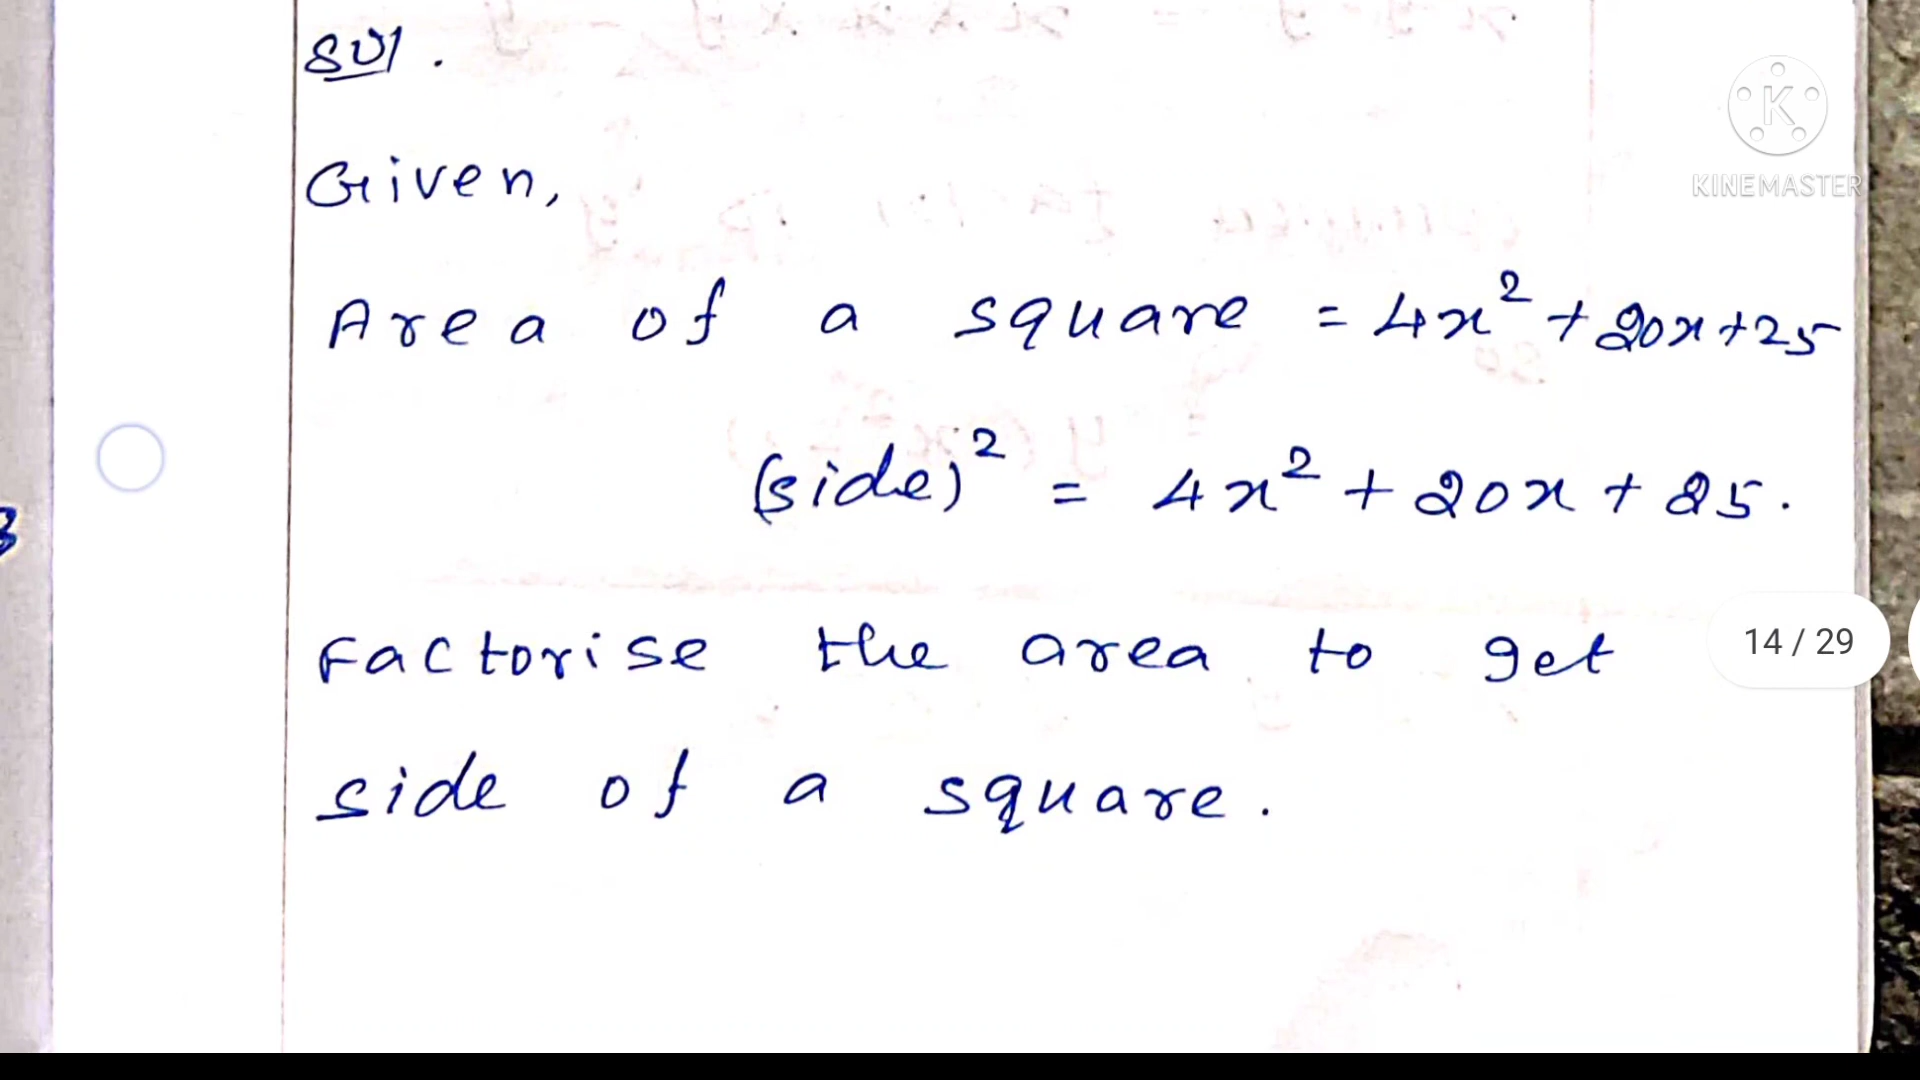 Sol.
Given,
KINEMASTER
Area of a square = 4x² + 20x + 25
(side)² = 4x² + 20x + 25.
Factorise the area to get
14 / 29
side of a square.